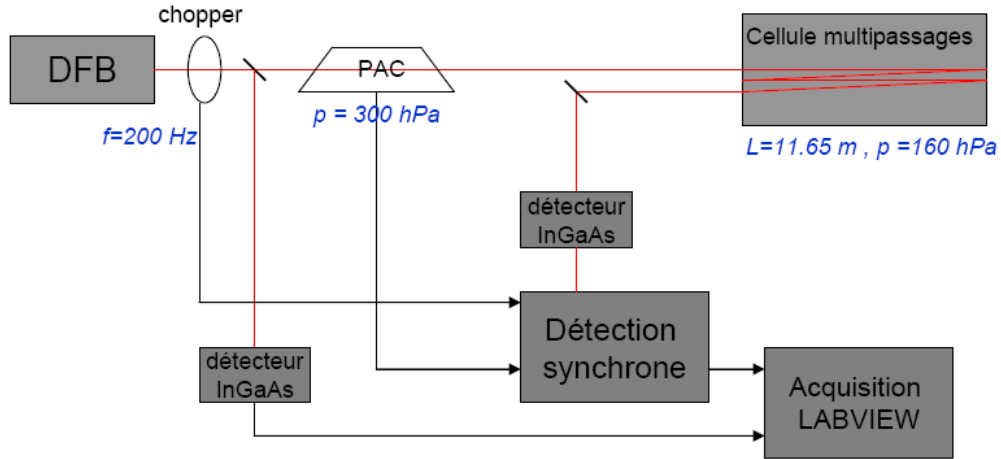 chopper
DFB
PAC
Cellule multipassages
f=200 Hz
p = 300 hPa
L=11.65 m , p =160 hPa
détecteur
InGaAs
Détection
synchrone
détecteur
InGaAs
Acquisition
LABVIEW